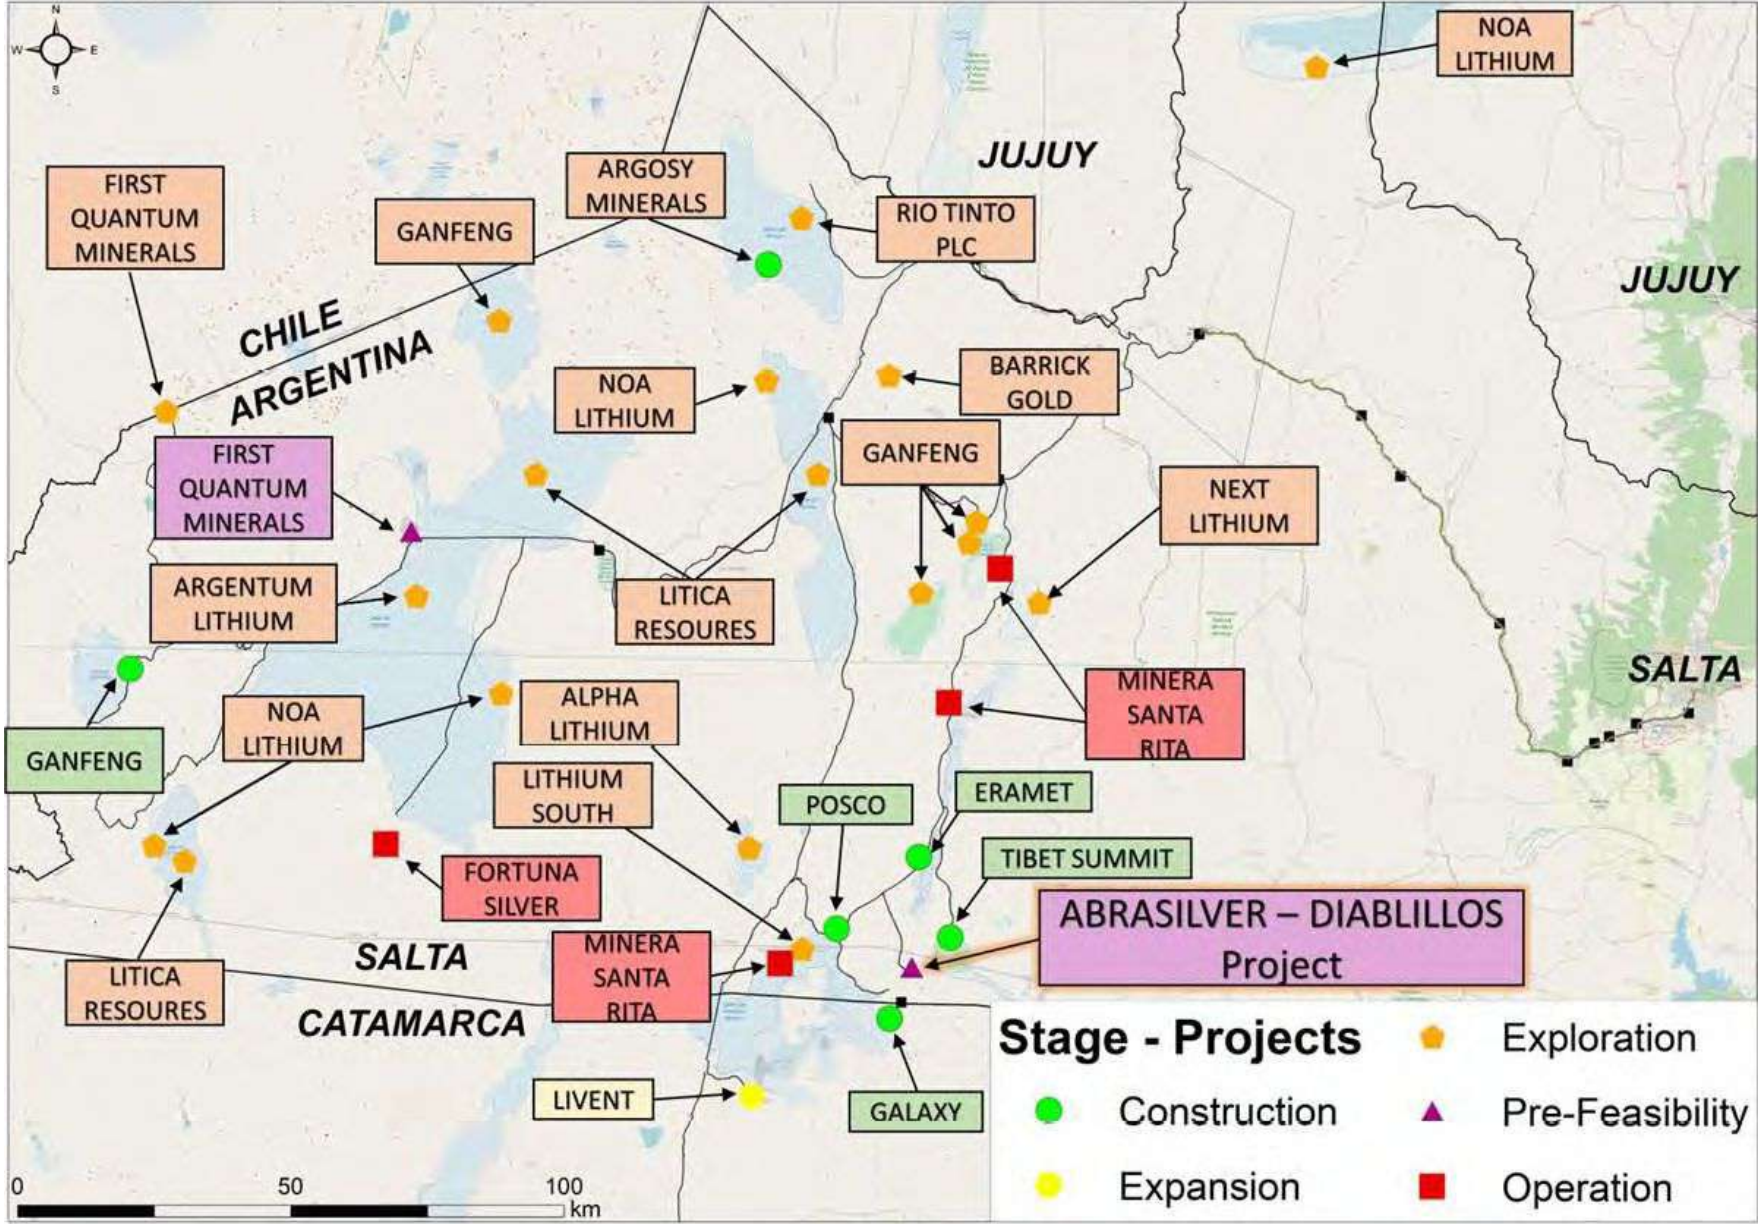 N
W
E
S
NOA
LITHIUM
JUJUY
FIRST
QUANTUM
MINERALS
ARGOSY
MINERALS
GANFENG
RIO TINTO
PLC
JUJUY
CHILE
ARGENTINA
NOA
LITHIUM
BARRICK
GOLD
FIRST
QUANTUM
MINERALS
GANFENG
NEXT
LITHIUM
ARGENTUM
LITHIUM
LITICA
RESOURES
SALTA
MINERA
SANTA
RITA
NOA
LITHIUM
ALPHA
LITHIUM
GANFENG
LITHIUM
SOUTH
POSCO
ERAMET
TIBET SUMMIT
FORTUNA
SILVER
ABRASILVER – DIABLILLOS
Project
SALTA
MINERA
SANTA
RITA
LITICA
RESOURES
CATAMARCA
LIVENT
GALAXY
Stage - Projects
Exploration
Construction
Pre-Feasibility
Expansion
Operation
0 50 100
km